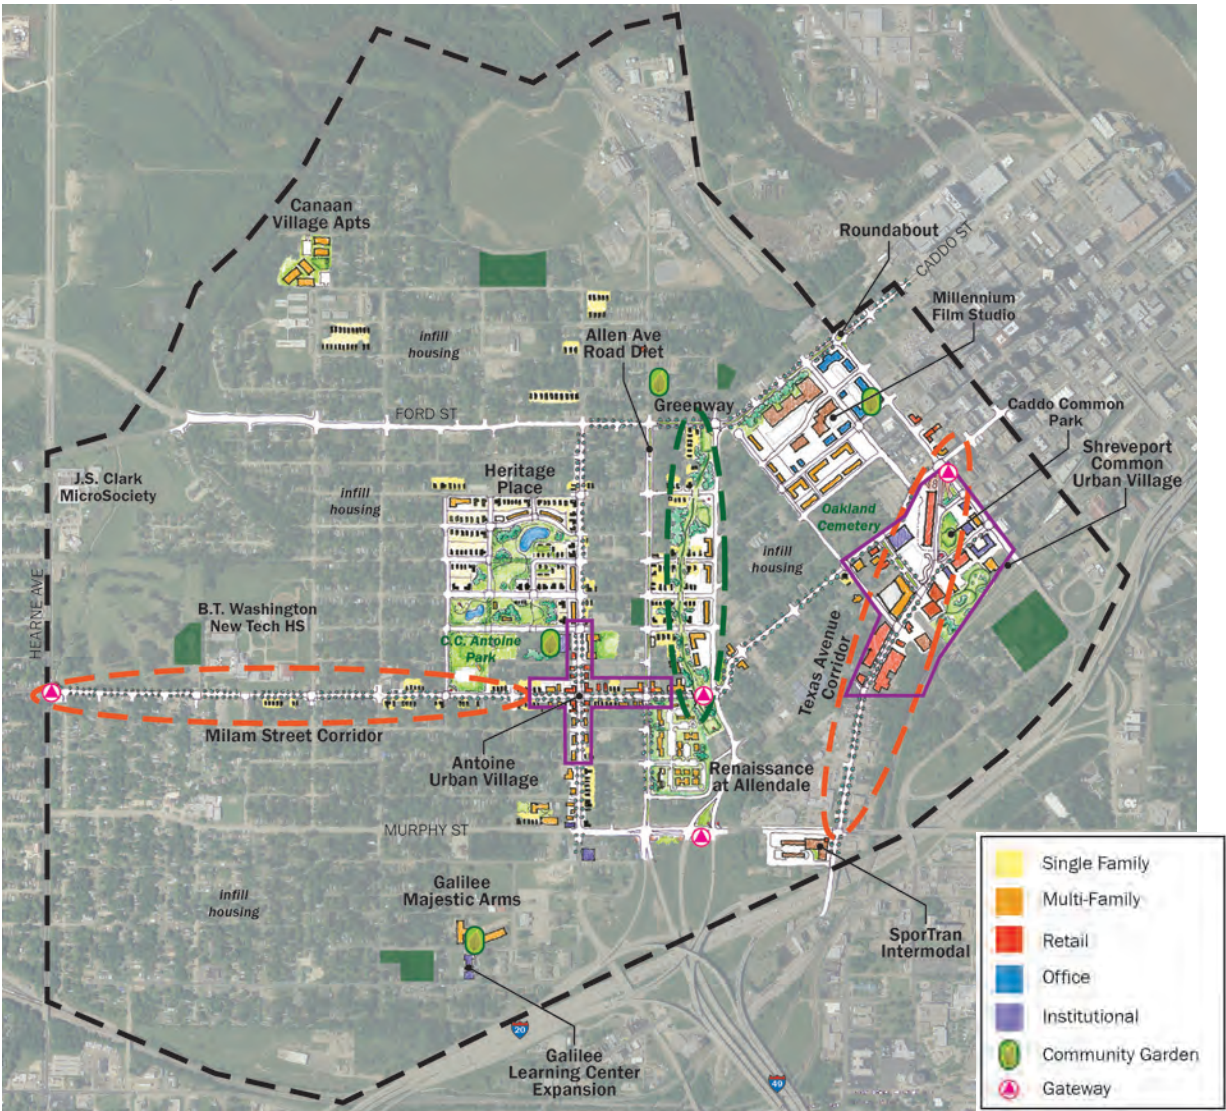 Canaan
Village Apts
Roundabout
CADDO ST
Millennium
Film Studio
infill
housing
Allen Ave
Road Diet
Greenway
FORD ST
Caddo Common
Park
Shreveport
Common
Urban Village
J.S. Clark
MicroSociety
Heritage
Place
infill
housing
Oakland
Cemetery
infill
housing
HEARNE AVE
B.T. Washington
New Tech HS
C.C. Antoine
Park
Texas Avenue
Corridor
Milam Street Corridor
Antoine
Urban Village
Renaissance
at Allendale
MURPHY ST
infill
housing
Galilee
Majestic Arms
SporTran
Intermodal
20
Galilee
Learning Center
Expansion
49
Single Family
Multi-Family
Retail
Office
Institutional
Community Garden
Gateway